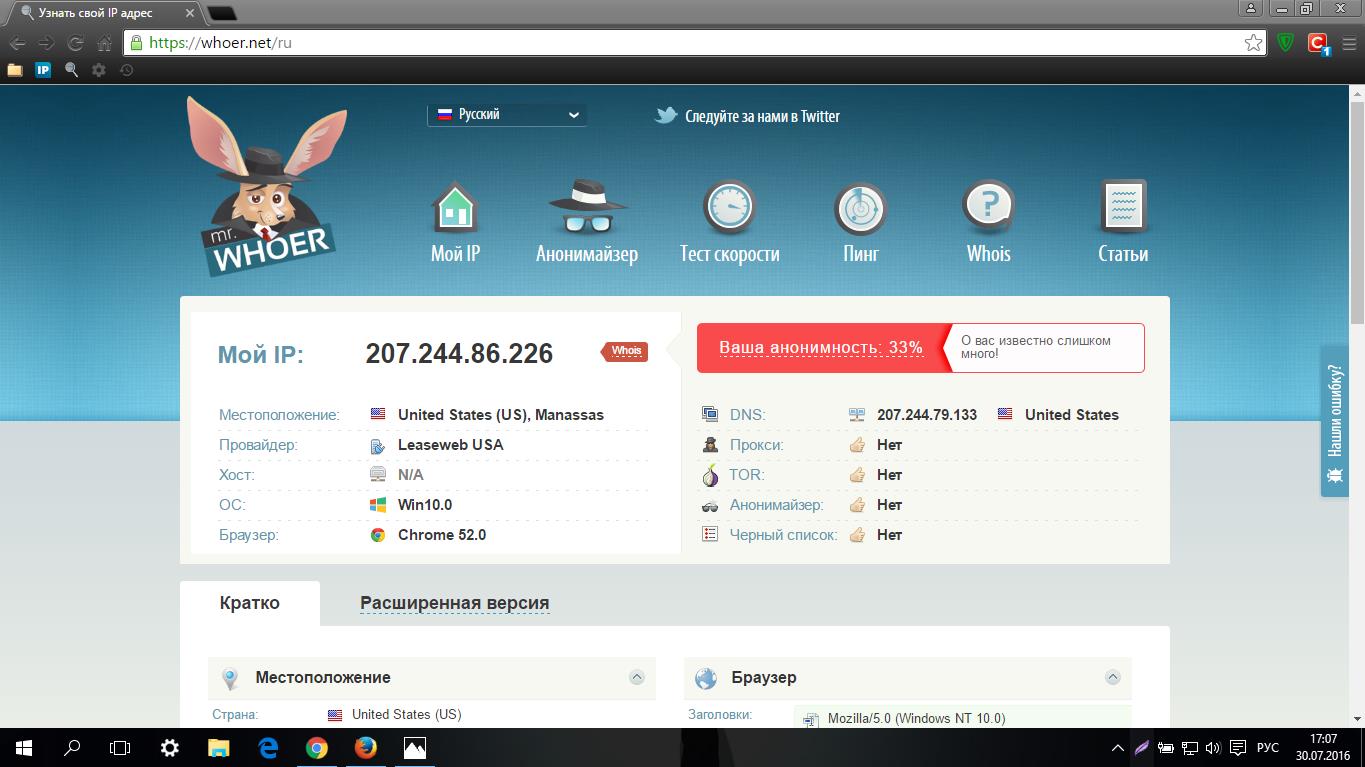 Узнать свой IP адрес
https://whoer.net/ru
IP
C 1
Русский
Следуйте за нами в Twitter
mr.
WHOER
Мой IP
Анонимайзер
Тест скорости
Пинг
Whois
Статьи
Мой IP: 207.244.86.226 Whois
Ваша анонимность: 33%
О вас известно слишком
много!
Местоположение: United States (US), Manassas
Провайдер: Leaseweb USA
Хост: N/A
ОС: Win10.0
Браузер: Chrome 52.0
DNS: 207.244.79.133 United States
Прокси: Нет
TOR: Нет
Анонимайзер: Нет
Черный список: Нет
Нашли ошибку?
Кратко
Расширенная версия
Местоположение
Страна: United States (US)
Браузер
Заголовки: Mozilla/5.0 (Windows NT 10.0)
РУС
17:07
30.07.2016